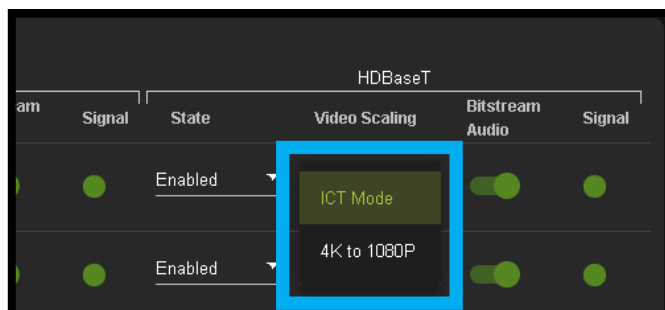 HDBaseT
am Signal State Video Scaling Bitstream Audio Signal
Enabled ICT Mode
Enabled 4K to 1080P